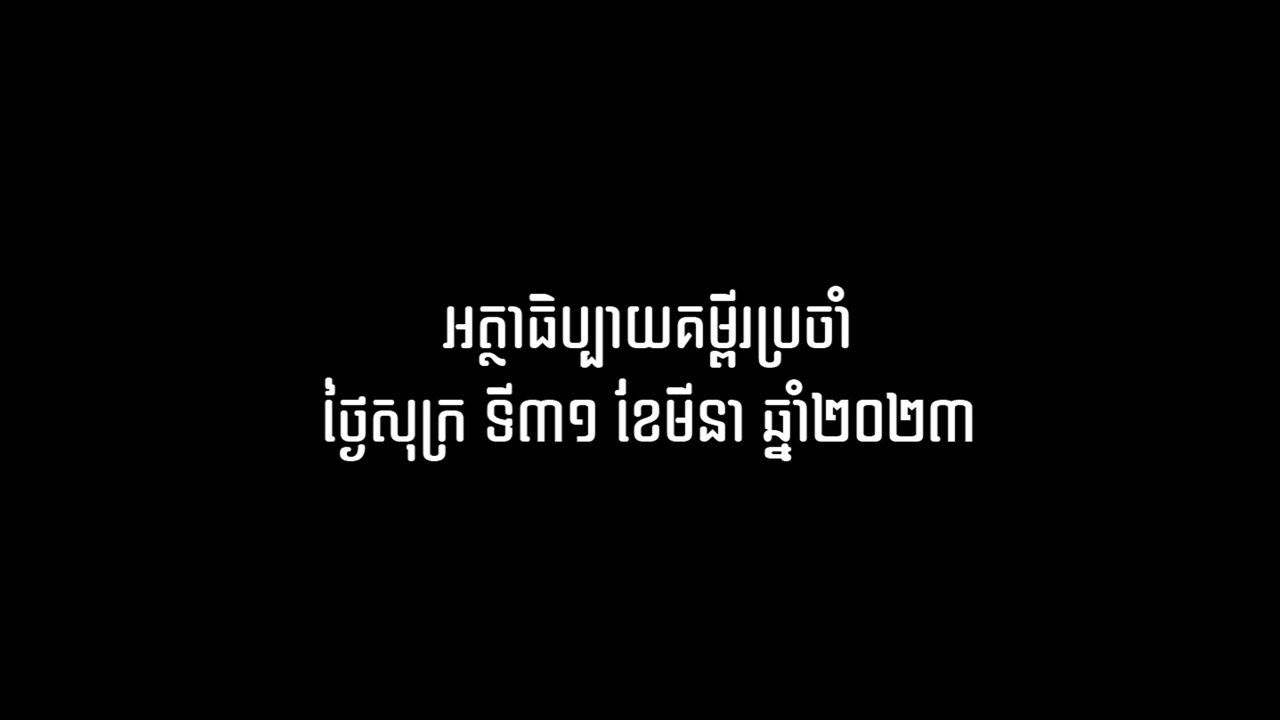 អត្ថាធិប្បាយគម្ពីរប្រចាំ
ថ្ងៃសុក្រ ទី៣១ ខែមីនា ឆ្នាំ២០២៣